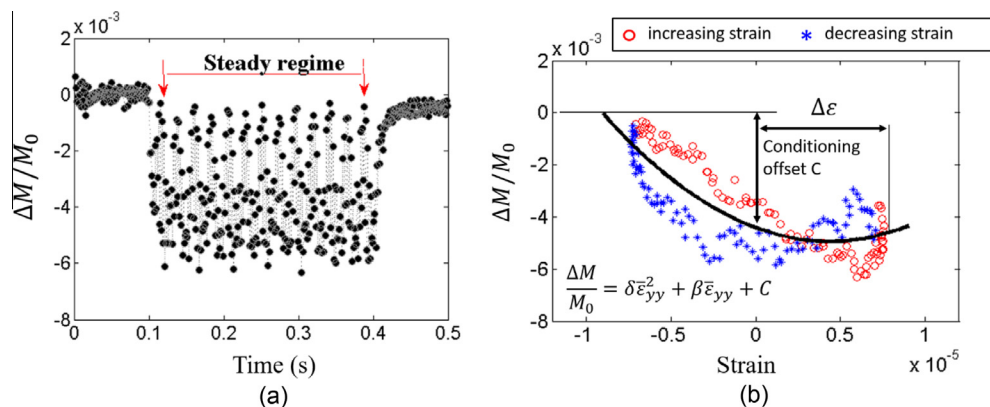 x 10⁻³
2
0
-2
-4
-6
-8
ΔM/M₀
Steady regime
0 0.1 0.2 0.3 0.4 0.5
Time (s)
(a)
increasing strain decreasing strain
x 10⁻³
2
0
-2
-4
-6
-8
ΔM/M₀
Δε
Conditioning
offset C
ΔM/M₀ = δε̅²yy + βε̅yy + C
-1 -0.5 0 0.5 1
x 10⁻⁵
Strain
(b)